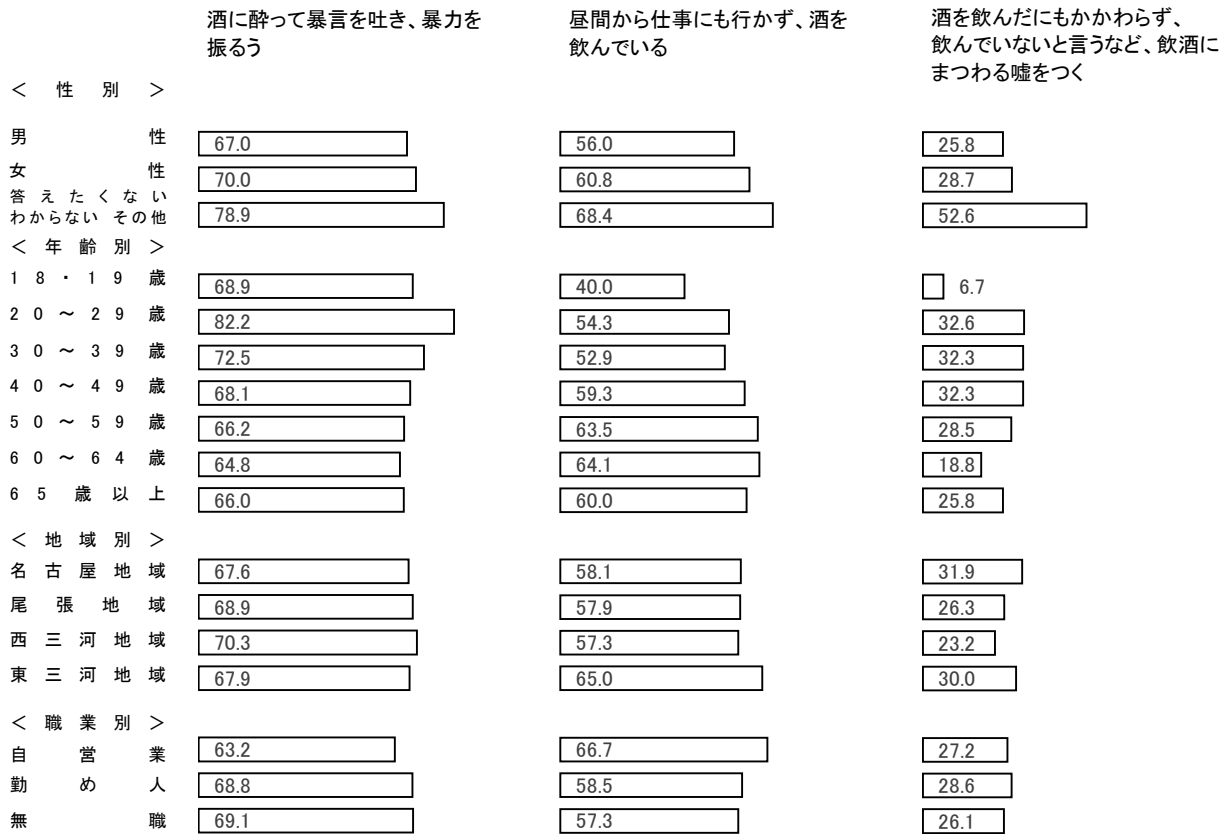 酒に酔って暴言を吐き、暴力を
振るう
昼間から仕事にも行かず、酒を
飲んでいる
酒を飲んだにもかかわらず、
飲んでいないと言うなど、飲酒に
まつわる嘘をつく
＜性別＞
男性 67.0 56.0 25.8
女性 70.0 60.8 28.7
答えたくない
わからない その他 78.9 68.4 52.6
＜年齢別＞
18・19歳 68.9 40.0 6.7
20～29歳 82.2 54.3 32.6
30～39歳 72.5 52.9 32.3
40～49歳 68.1 59.3 32.3
50～59歳 66.2 63.5 28.5
60～64歳 64.8 64.1 18.8
65歳以上 66.0 60.0 25.8
＜地域別＞
名古屋地域 67.6 58.1 31.9
尾張地域 68.9 57.9 26.3
西三河地域 70.3 57.3 23.2
東三河地域 67.9 65.0 30.0
＜職業別＞
自営業 63.2 66.7 27.2
勤め人 68.8 58.5 28.6
無職 69.1 57.3 26.1